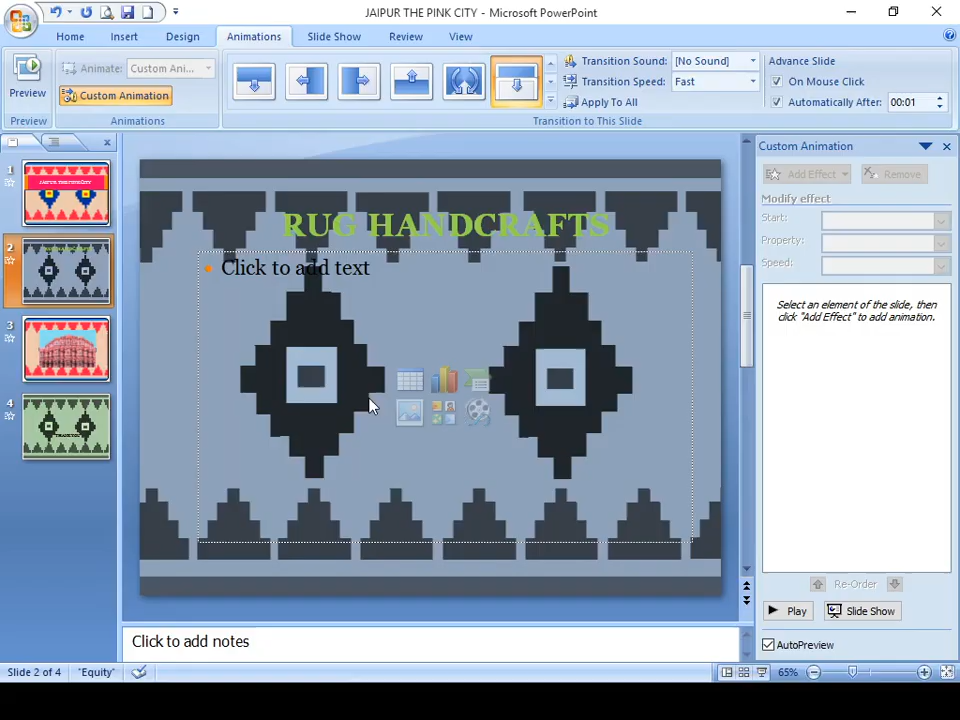 JAIPUR THE PINK CITY - Microsoft PowerPoint
Home Insert Design Animations Slide Show Review View
Preview
Animate: Custom Ani...
Custom Animation
Transition Sound: [No Sound]
Transition Speed: Fast
Apply To All
Advance Slide
On Mouse Click
Automatically After: 00:01
Preview Animations Transition to This Slide
1
2
3
4
RUG HANDCRAFTS
Click to add text
Click to add notes
Custom Animation
Add Effect Remove
Modify effect
Start:
Property:
Speed:
Select an element of the slide, then
click "Add Effect" to add animation.
Re-Order
Play Slide Show
AutoPreview
Slide 2 of 4 "Equity" 65%